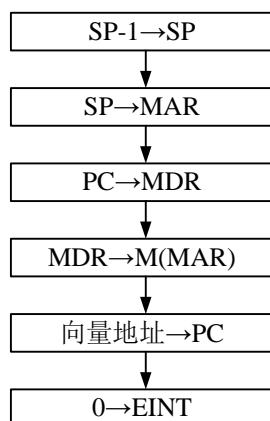 SP-1→SP
SP→MAR
PC→MDR
MDR→M(MAR)
向量地址→PC
0→EINT